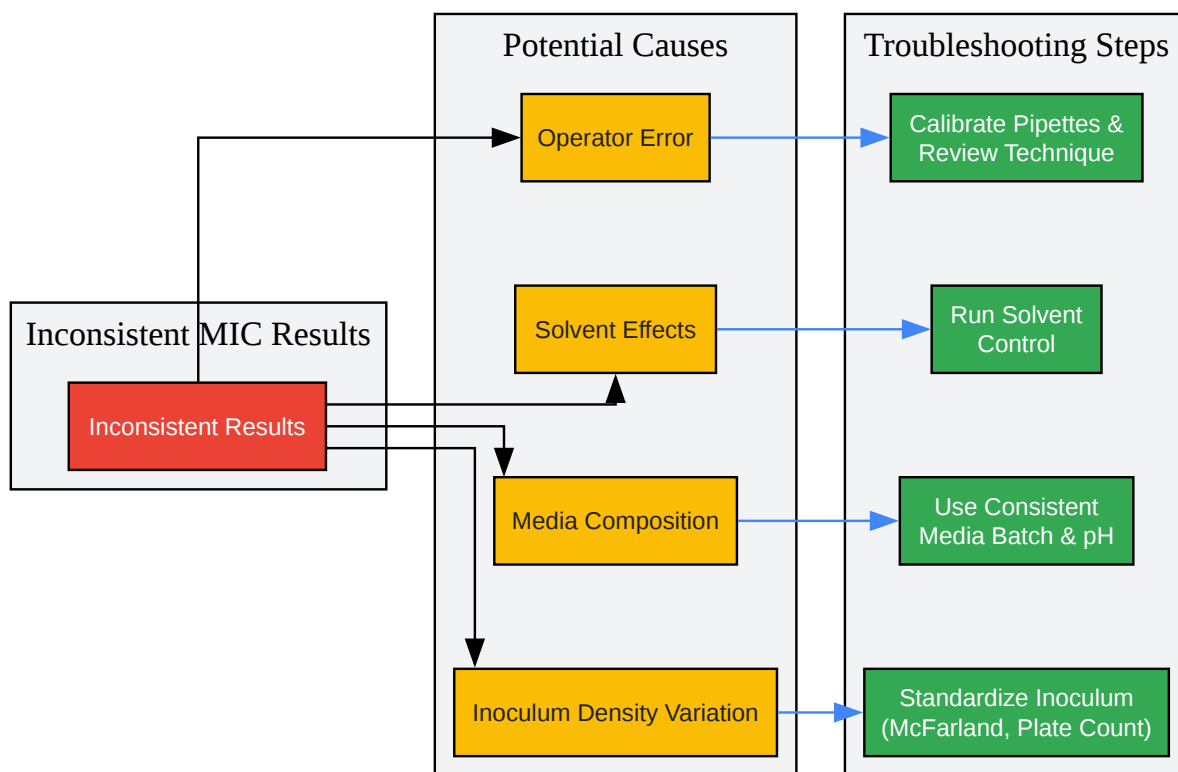 Potential Causes
Troubleshooting Steps
Operator Error
Calibrate Pipettes &
Review Technique
Solvent Effects
Run Solvent
Control
Inconsistent MIC Results
Inconsistent Results
Media Composition
Use Consistent
Media Batch & pH
Inoculum Density Variation
Standardize Inoculum
(McFarland, Plate Count)